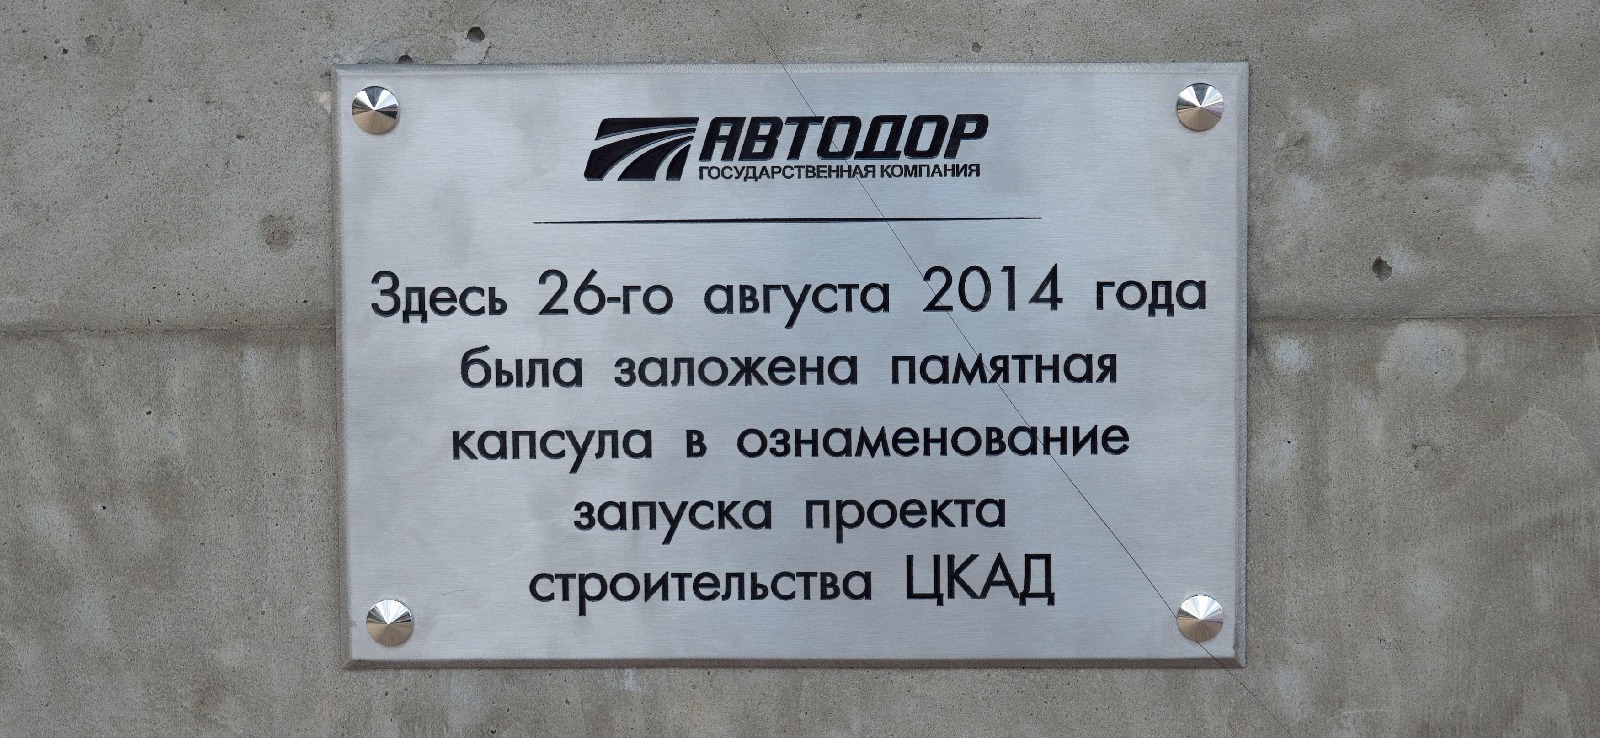 АВТОДОР
ГОСУДАРСТВЕННАЯ КОМПАНИЯ
Здесь 26-го августа 2014 года
была заложена памятная
капсула в ознаменование
запуска проекта
строительства ЦКАД